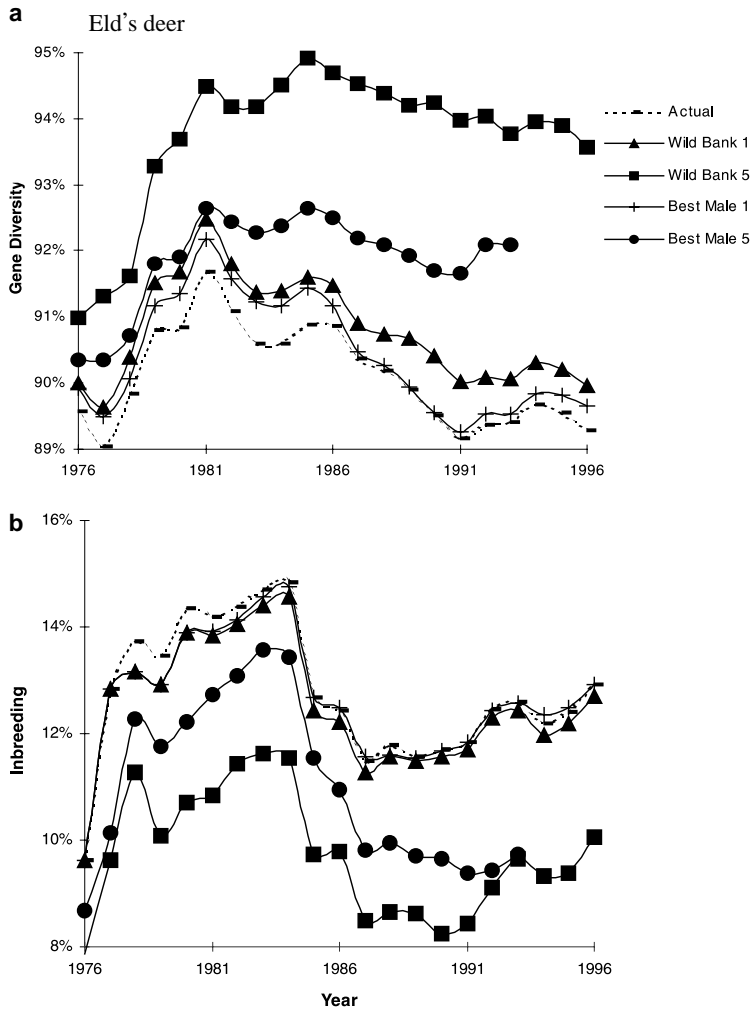 a
Eld's deer
95%
94%
93%
92%
91%
90%
89%
Gene Diversity
1976 1981 1986 1991 1996
Actual
Wild Bank 1
Wild Bank 5
Best Male 1
Best Male 5
b
16%
14%
12%
10%
8%
Inbreeding
1976 1981 1986 1991 1996
Year